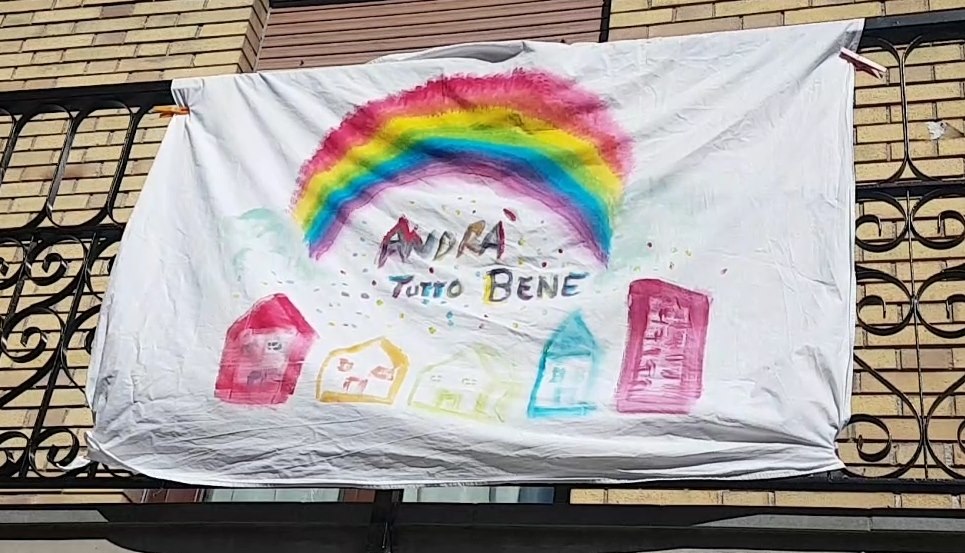 ANDRÀ
TUTTO BENE